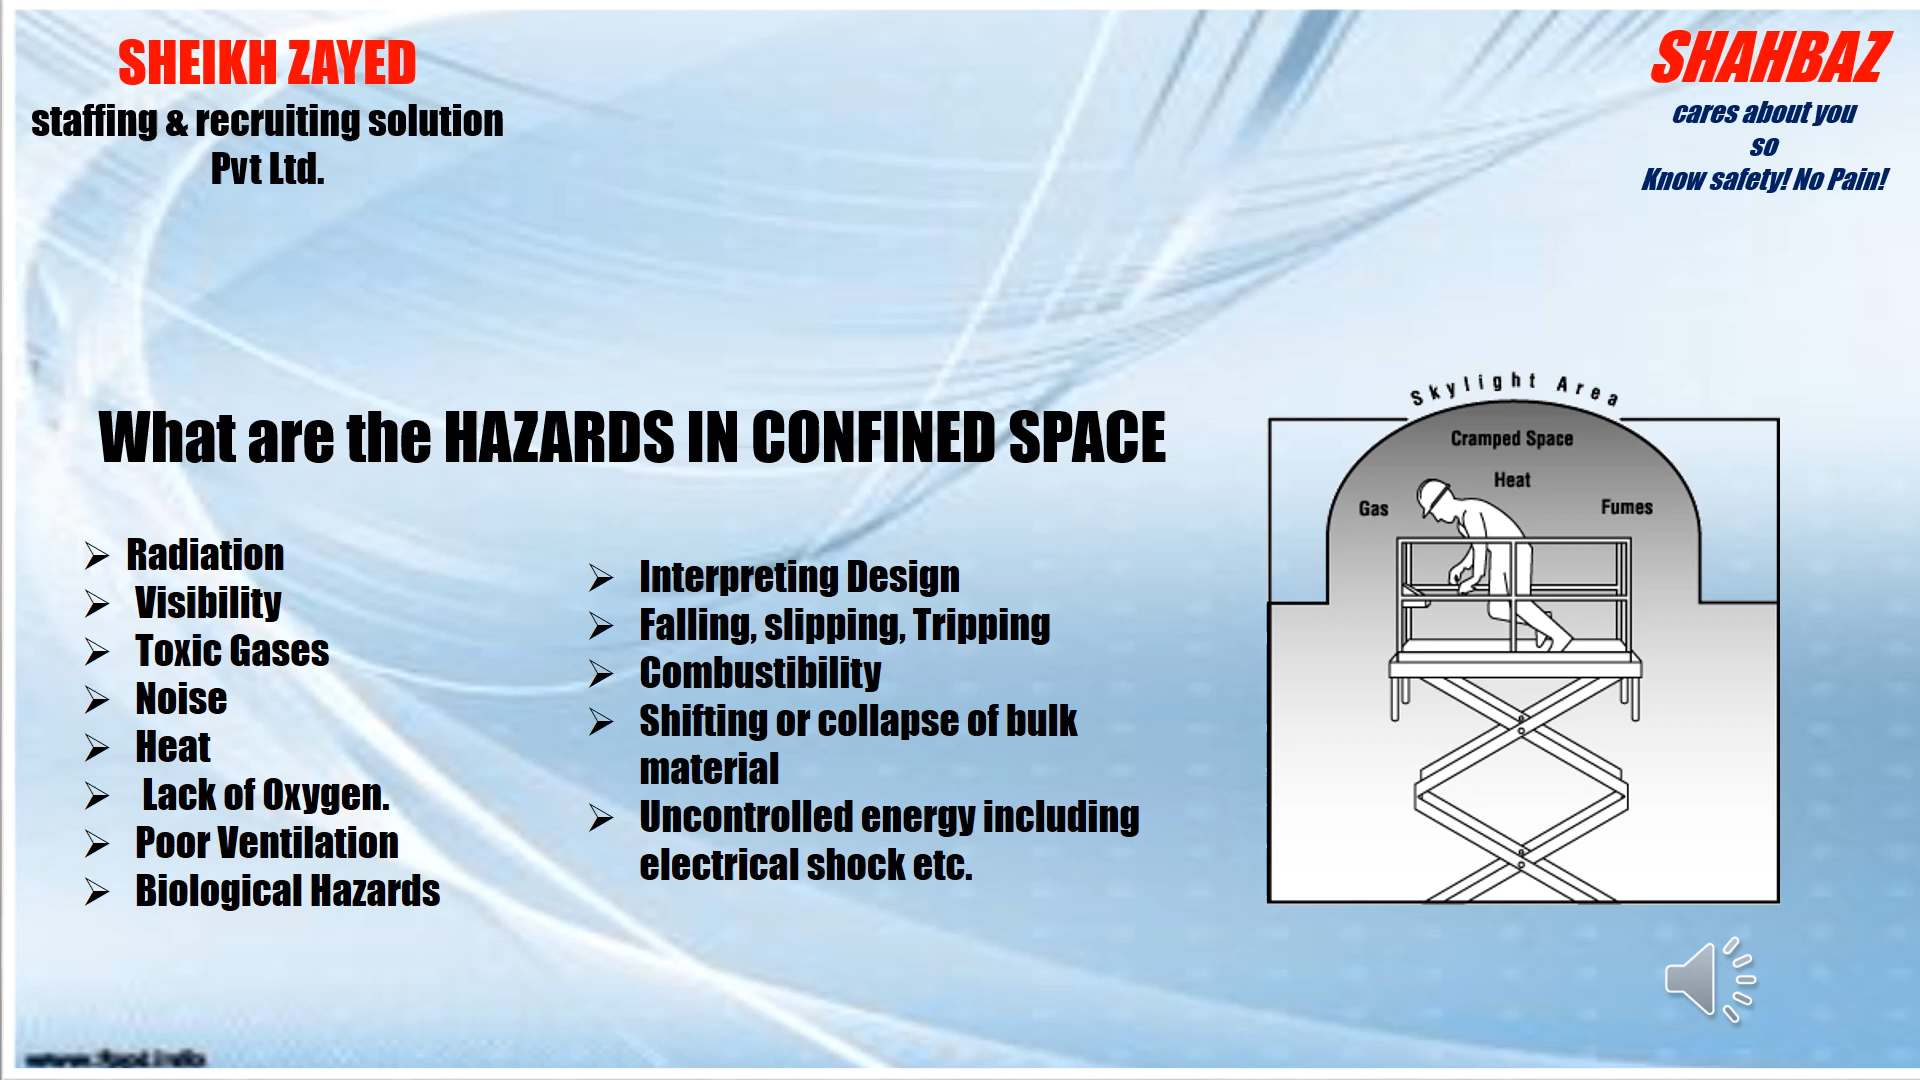 SHEIKH ZAYED
staffing & recruiting solution
Pvt Ltd.
SHAHBAZ
cares about you
so
Know safety! No Pain!
What are the HAZARDS IN CONFINED SPACE
Radiation
Visibility
Toxic Gases
Noise
Heat
Lack of Oxygen.
Poor Ventilation
Biological Hazards
Interpreting Design
Falling, slipping, Tripping
Combustibility
Shifting or collapse of bulk
material
Uncontrolled energy including
electrical shock etc.
Skylight Area
Cramped Space
Heat
Gas
Fumes